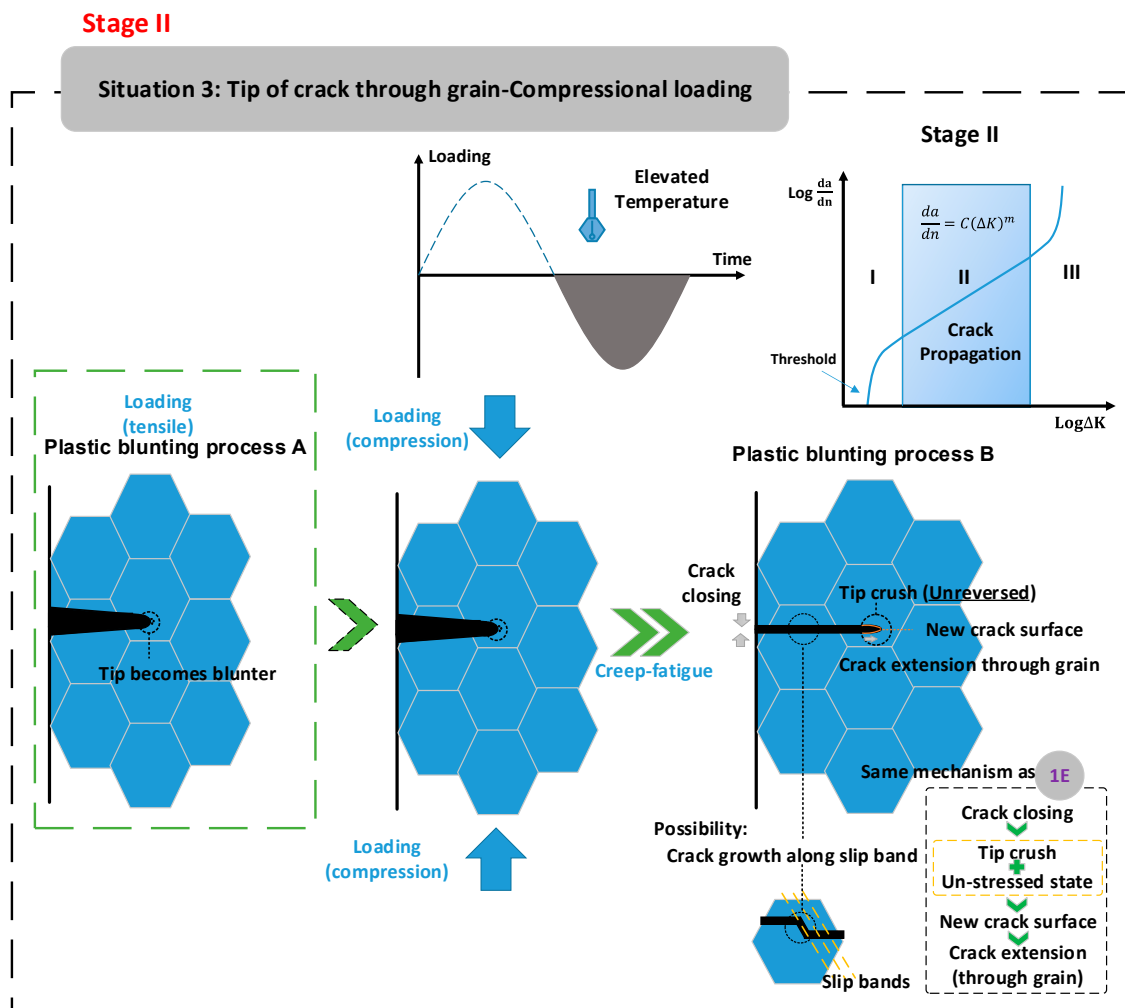 Stage II
Situation 3: Tip of crack through grain-Compressional loading
Loading
Elevated
Temperature
Time
Stage II
Log da/dn
da/dn = C(ΔK)^m
I
II
III
Crack
Propagation
Threshold
LogΔK
Loading
(tensile)
Plastic blunting process A
Tip becomes blunter
Loading
(compression)
Loading
(compression)
Creep-fatigue
Plastic blunting process B
Crack
closing
Tip crush (Unreversed)
New crack surface
Crack extension through grain
Same mechanism as 1E
Possibility:
Crack growth along slip band
Slip bands
Crack closing
Tip crush
Un-stressed state
New crack surface
Crack extension
(through grain)